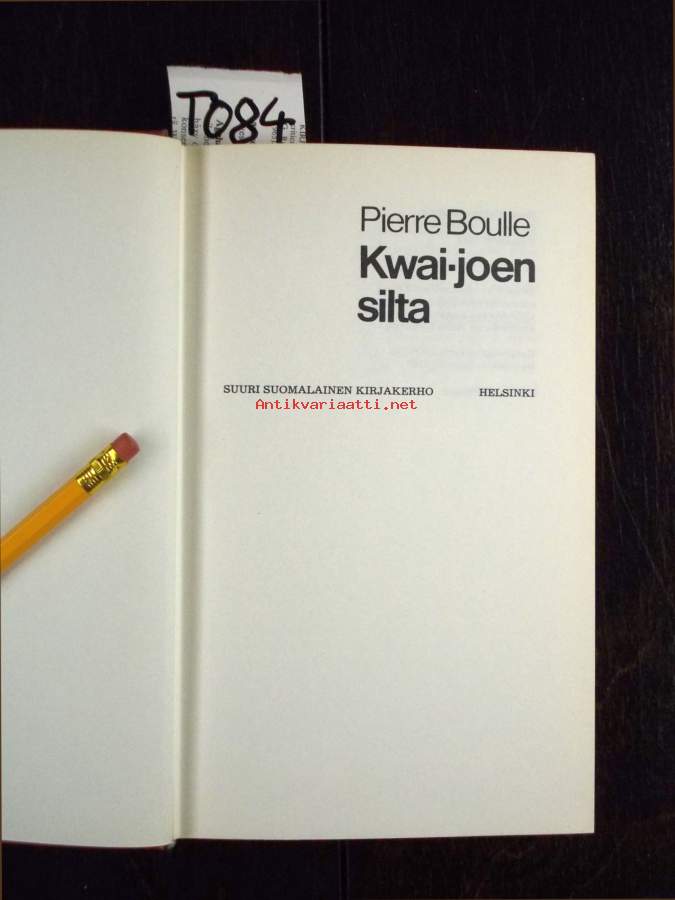 T084
Pierre Boulle
Kwai-joen
silta
SUURI SUOMALAINEN KIRJAKERHO HELSINKI
Antikvariaatti.net